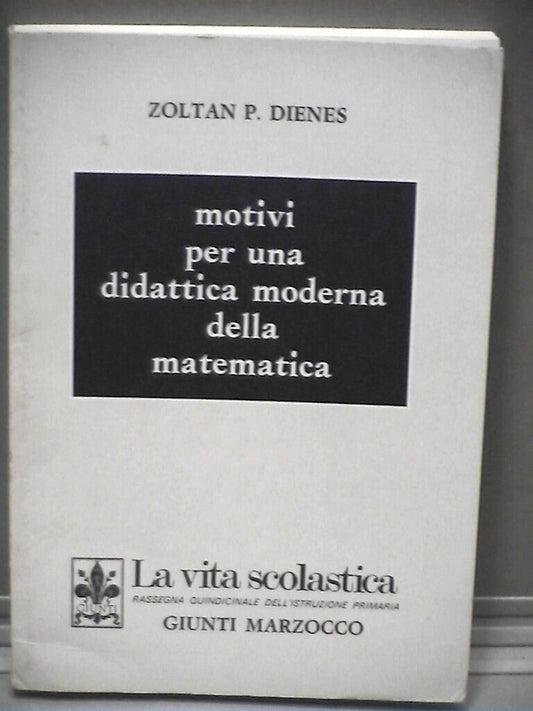 ZOLTAN P. DIENES
motivi
per una
didattica moderna
della
matematica
La vita scolastica
RASSEGNA QUINDICINALE DELL'ISTRUZIONE PRIMARIA
GIUNTI
GIUNTI MARZOCCO